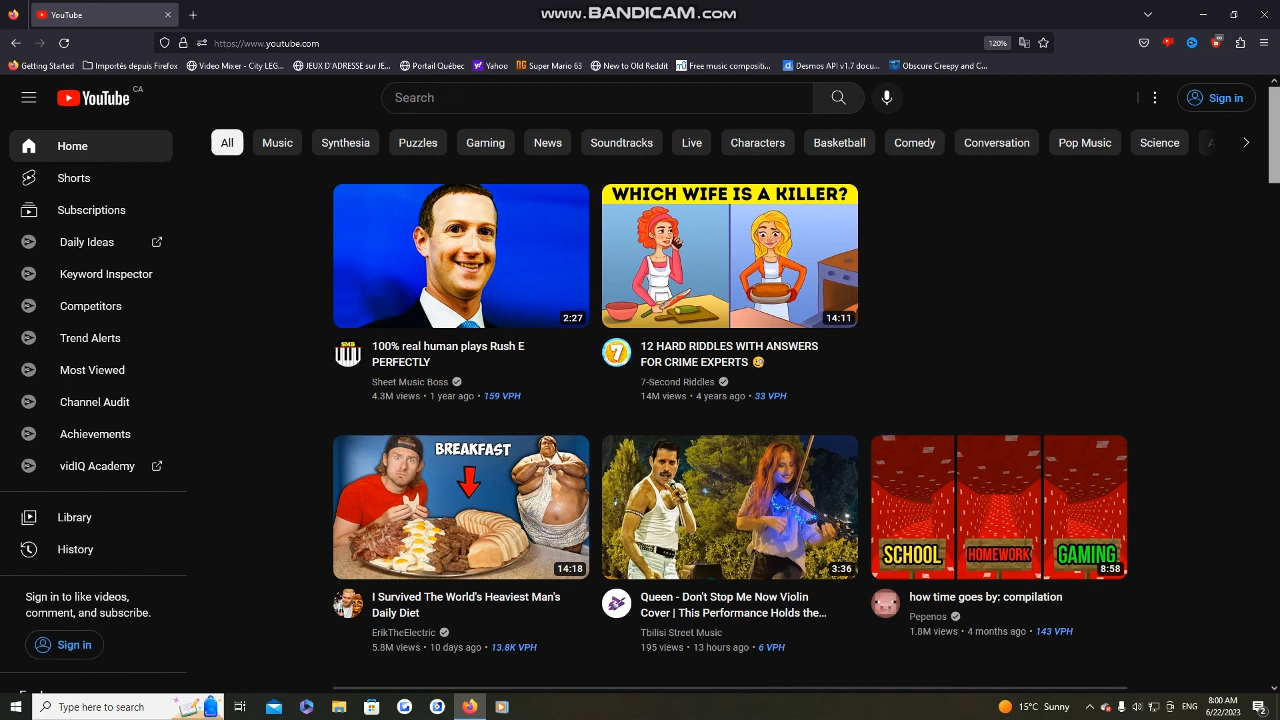 www.BANDICAM.com
YouTube
https://www.youtube.com
120%
Getting Started
Importés depuis Firefox
Video Mixer - City LEG...
JEUX D'ADRESSE sur JE...
Portail Québec
Yahoo
Super Mario 63
New to Old Reddit
Free music compositi...
Desmos API v1.7 docu...
Obscure Creepy and C...
YouTube CA
Search
Sign in
All
Music
Synthesia
Puzzles
Gaming
News
Soundtracks
Live
Characters
Basketball
Comedy
Conversation
Pop Music
Science
Home
Shorts
Subscriptions
Daily Ideas
Keyword Inspector
Competitors
Trend Alerts
Most Viewed
Channel Audit
Achievements
vidIQ Academy
Library
History
Sign in to like videos,
comment, and subscribe.
Sign in
2:27
SMB
100% real human plays Rush E
PERFECTLY
Sheet Music Boss
4.3M views • 1 year ago • 159 VPH
WHICH WIFE IS A KILLER?
14:11
7
12 HARD RIDDLES WITH ANSWERS
FOR CRIME EXPERTS 🧐
7-Second Riddles
14M views • 4 years ago • 33 VPH
BREAKFAST
14:18
I Survived The World's Heaviest Man's
Daily Diet
ErikTheElectric
5.8M views • 10 days ago • 13.8K VPH
3:36
Queen - Don't Stop Me Now Violin
Cover | This Performance Holds the...
Tbilisi Street Music
195 views • 13 hours ago • 6 VPH
SCHOOL
HOMEWORK
GAMING
8:58
how time goes by: compilation
Pepenos
1.8M views • 4 months ago • 143 VPH
Type here to search
15°C Sunny
ENG
8:00 AM
6/22/2023